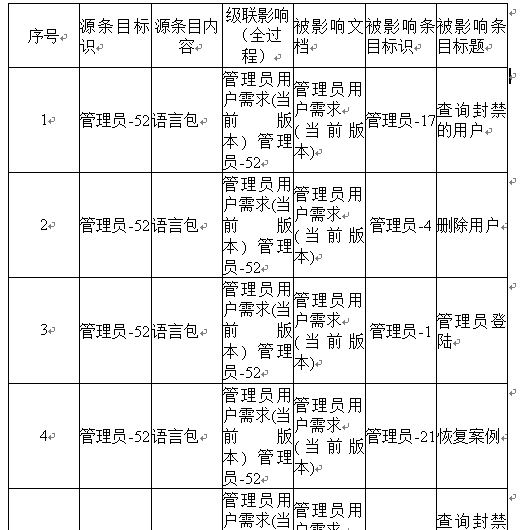 序号
源条目标
识
源条目内
容
级联影响
（全过
程）
被影响文
档
被影响条
目标识
被影响条
目标题
1
管理员-52
语言包
管理员用
户需求(当
前 版
本) 管理
员-52
管理员用
户需求
(当前版
本)
管理员-17
查询封禁
的用户
2
管理员-52
语言包
管理员用
户需求(当
前 版
本) 管理
员-52
管理员用
户需求
(当前版
本)
管理员-4
删除用户
3
管理员-52
语言包
管理员用
户需求(当
前 版
本) 管理
员-52
管理员用
户需求
(当前版
本)
管理员-1
管理员登
陆
4
管理员-52
语言包
管理员用
户需求(当
前 版
本) 管理
员-52
管理员用
户需求
(当前版
本)
管理员-21
恢复案例
管理员用
户需求(当
管理员用
户需求
查询封禁